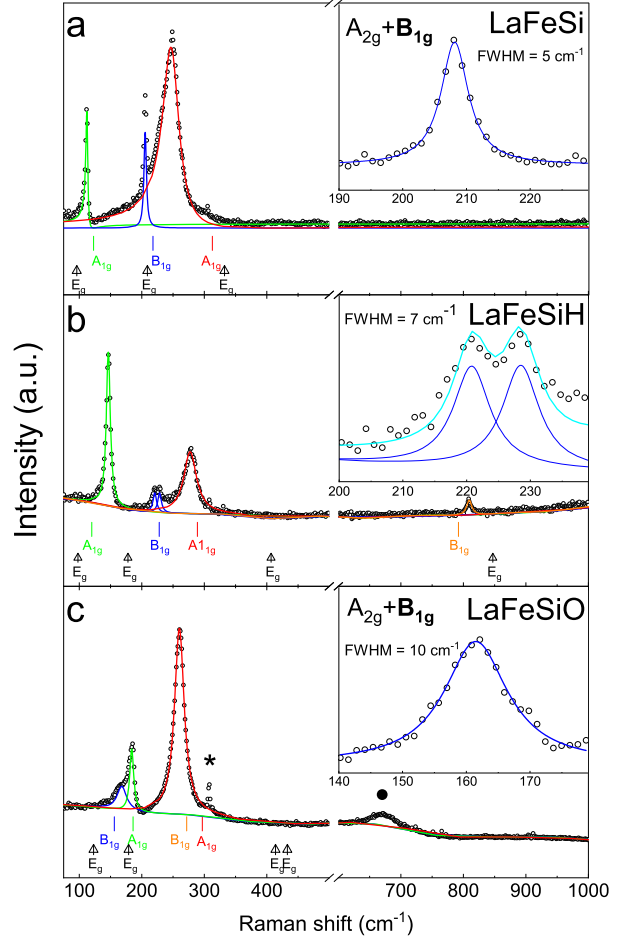 a
A2g+B1g
LaFeSi
FWHM = 5 cm-1
190 200 210 220
A1g B1g A1g
Eg Eg Eg
b
LaFeSiH
FWHM = 7 cm-1
200 210 220 230
A1g B1g A11g B1g
Eg Eg Eg Eg
c
A2g+B1g
LaFeSiO
FWHM = 10 cm-1
140 150 160 170
*
B1g A1g B1g A1g
Eg Eg Eg Eg
100 200 300 400 700 800 900 1000
Raman shift (cm-1)
Intensity (a.u.)